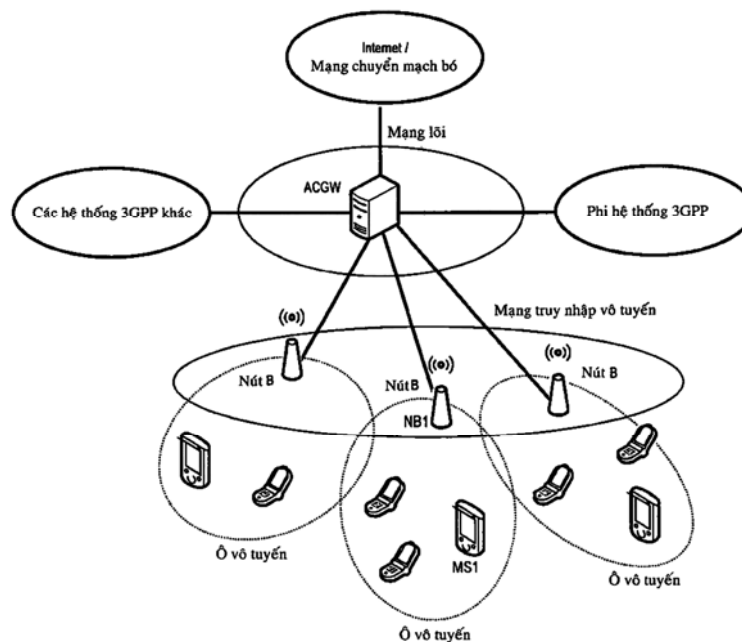 Internet /
Mạng chuyển mạch bó
Mạng lõi
ACGW
Các hệ thống 3GPP khác
Phi hệ thống 3GPP
Mạng truy nhập vô tuyến
Nút B
Nút B
Nút B
NB1
Ô vô tuyến
MS1
Ô vô tuyến
Ô vô tuyến